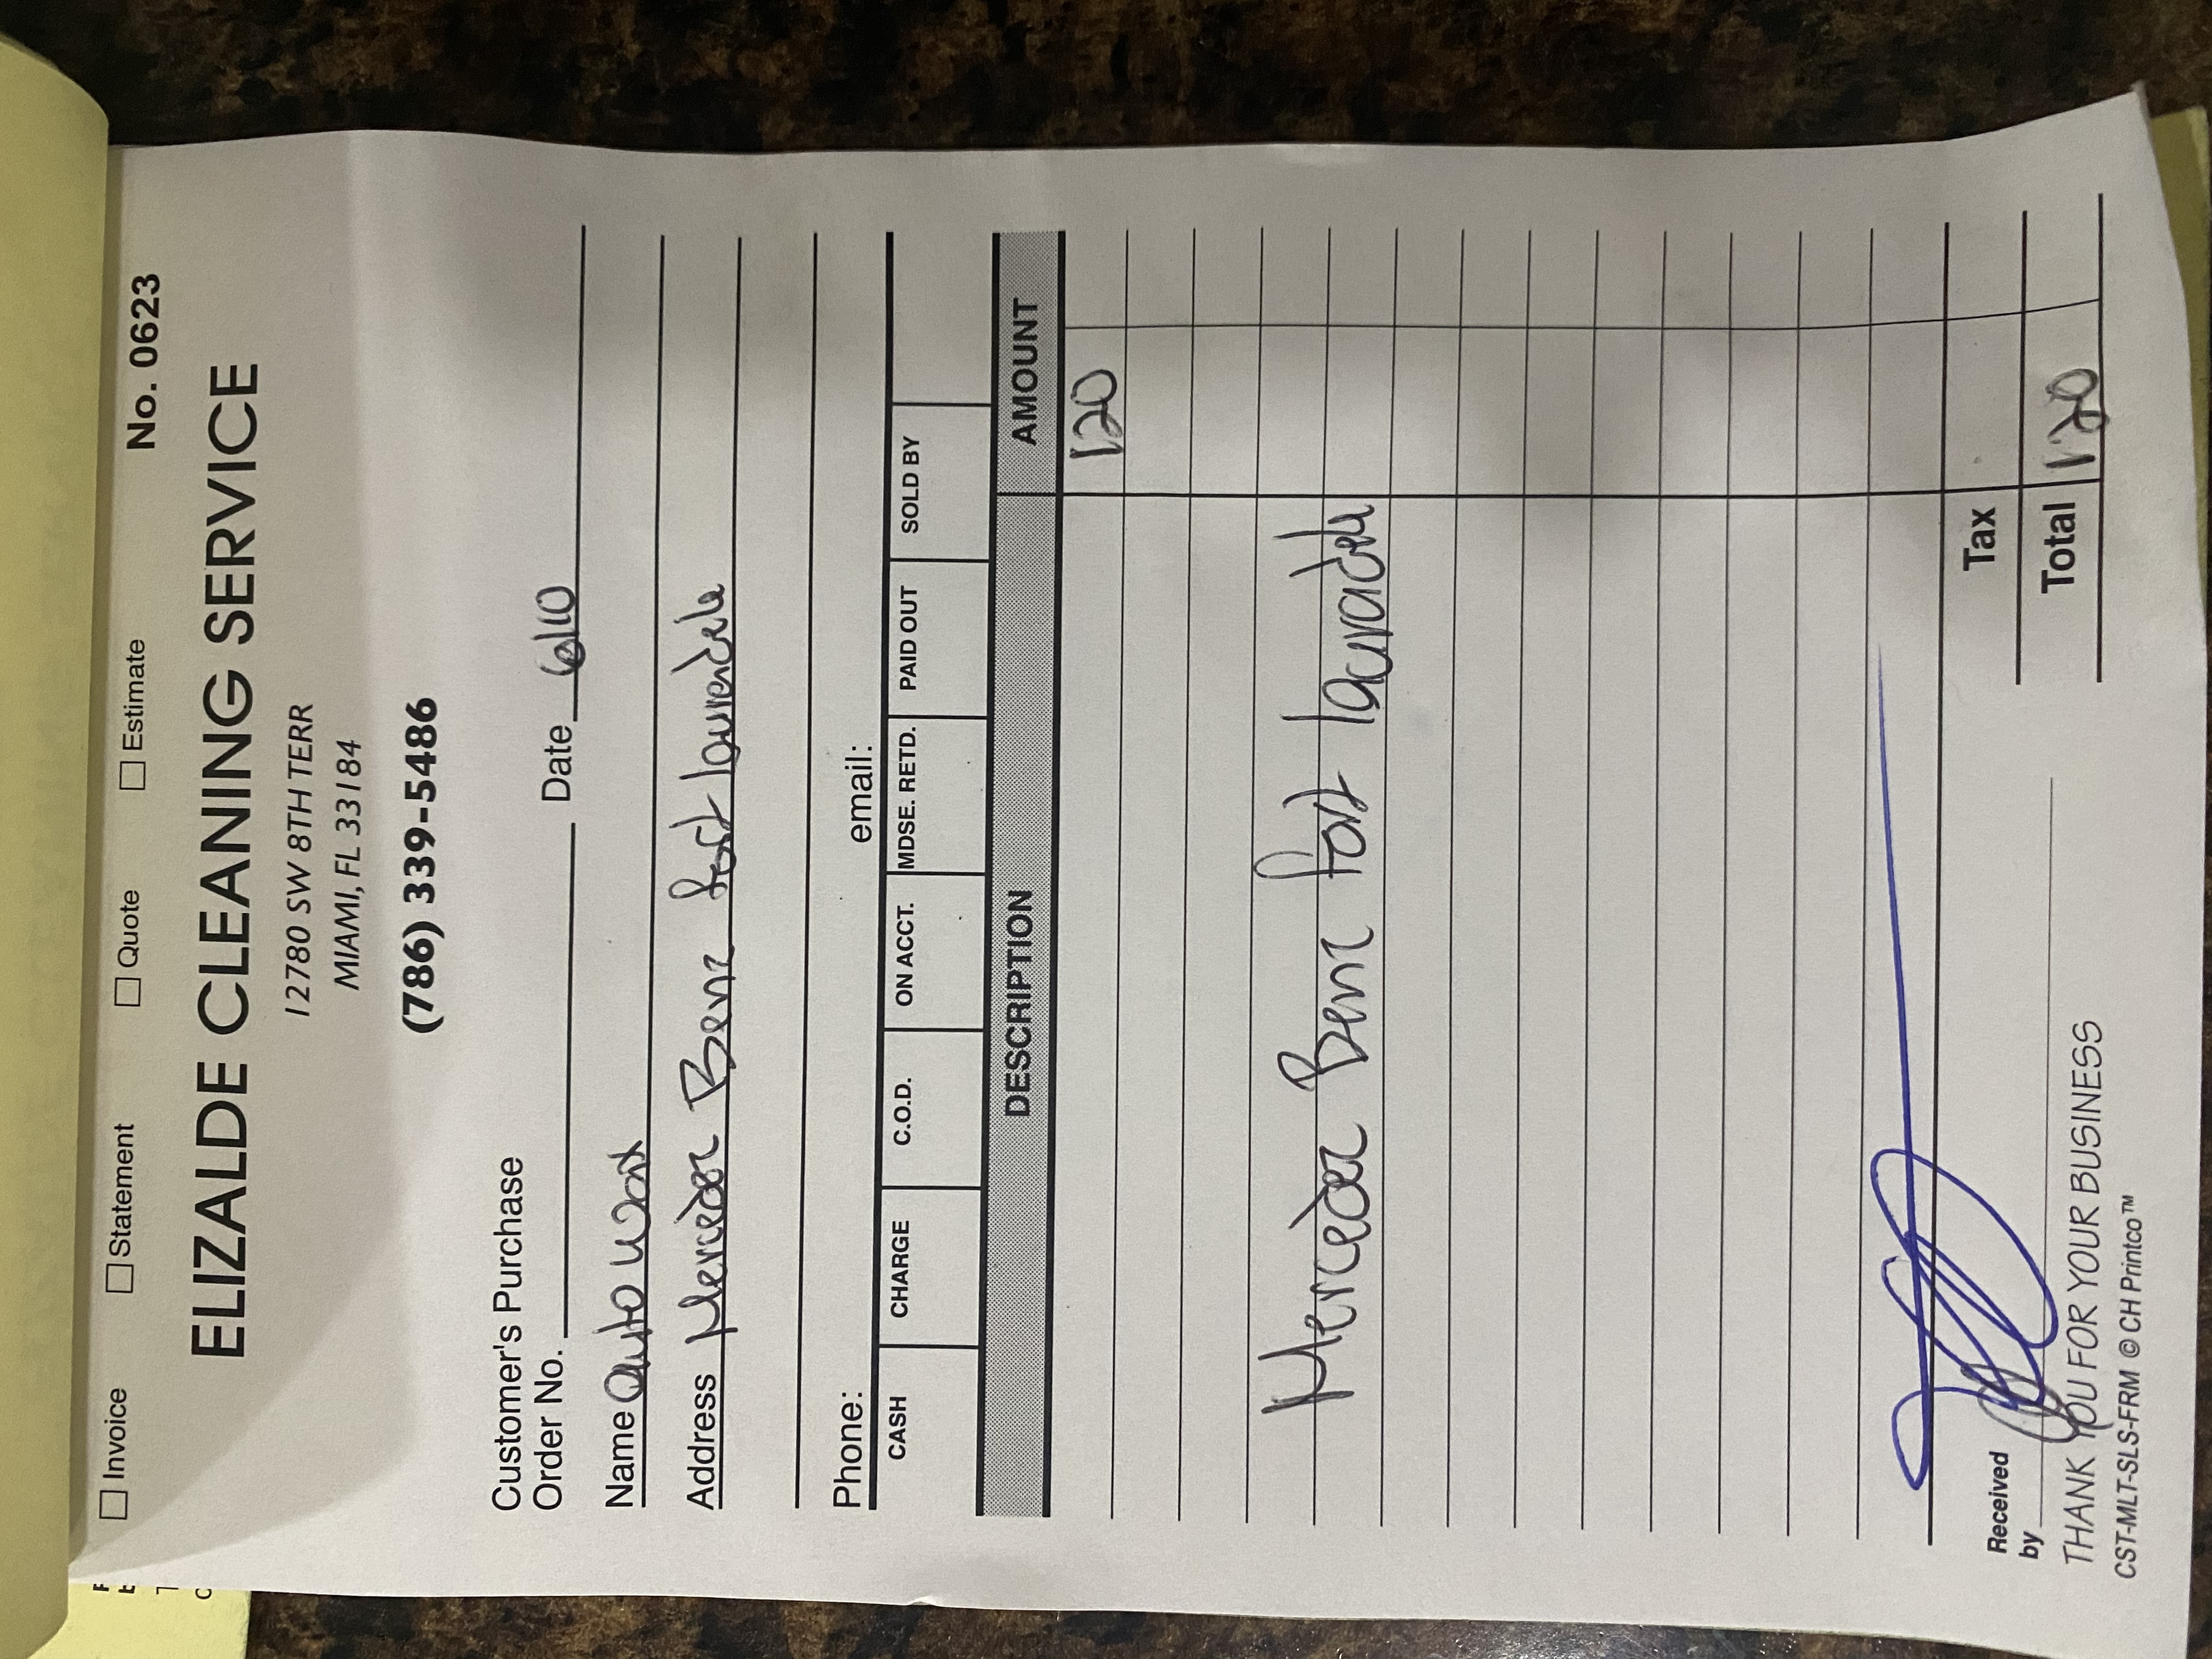 ☐ Invoice ☐ Statement ☐ Quote ☐ Estimate
No. 0623
ELIZALDE CLEANING SERVICE
12780 SW 8TH TERR
MIAMI, FL 33184
(786) 339-5486
Customer's Purchase
Order No. Date 6/10
Name Auto
Address Mercedez Benz fort lauredale
Phone: email:
CASH CHARGE C.O.D. ON ACCT. MDSE. RETD. PAID OUT SOLD BY
DESCRIPTION AMOUNT
120
Mercedez Benz fort
Tax
Received
by
Total 120
THANK YOU FOR YOUR BUSINESS
CST-MLT-SLS-FRM © CH Printco™